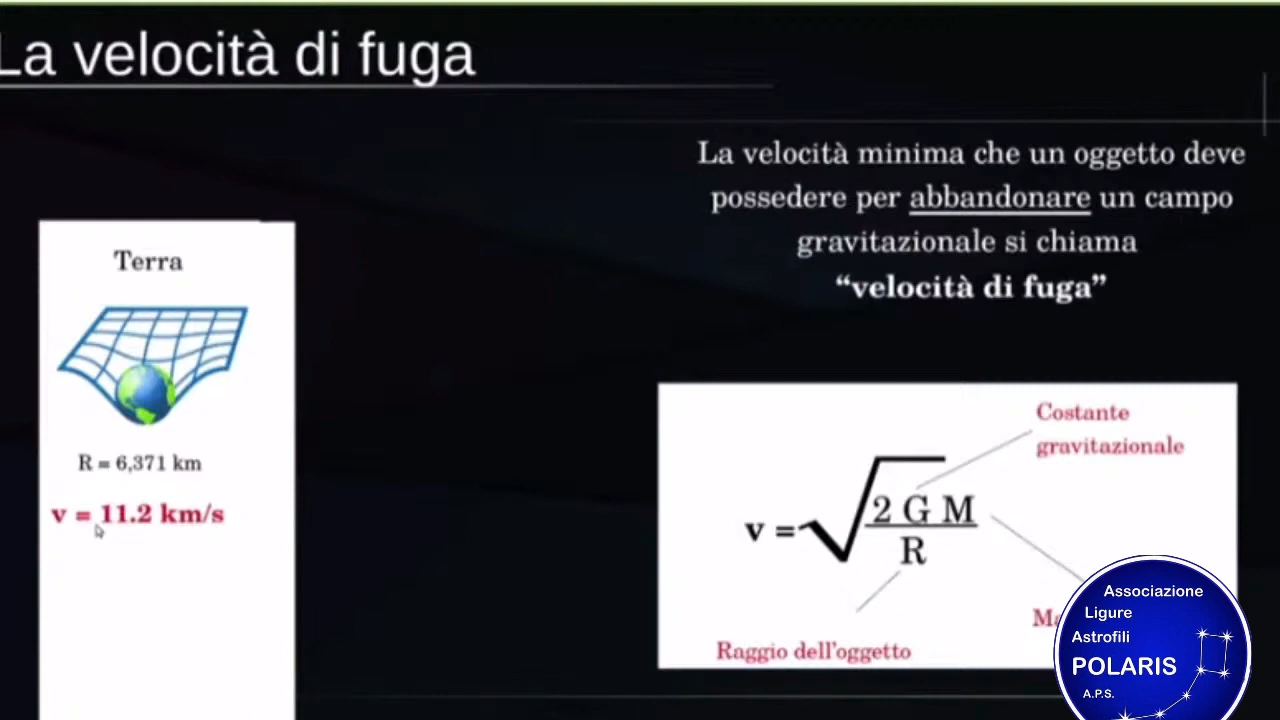 La velocità di fuga
La velocità minima che un oggetto deve
possedere per abbandonare un campo
gravitazionale si chiama
“velocità di fuga”
Terra
R = 6,371 km
v = 11.2 km/s
Costante
gravitazionale
v = √
2 G M
R
Raggio dell'oggetto
Associazione
Ligure
Astrofili
POLARIS
A.P.S.